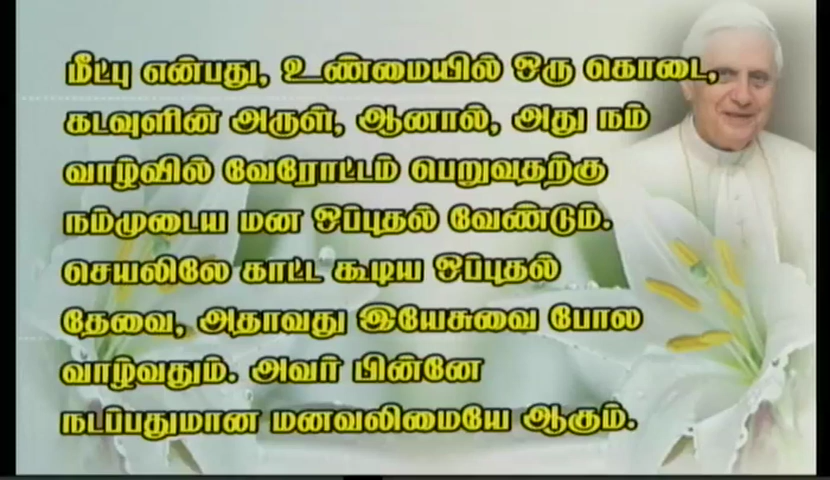 மீட்பு என்பது, உண்மையில் ஒரு கொடை,
கடவுளின் அருள், ஆனால், அது நம்
வாழ்வில் வேரோட்டம் பெறுவதற்கு
நம்முடைய மன ஒப்புதல் வேண்டும்.
செயலிலே காட்ட கூடிய ஒப்புதல்
தேவை, அதாவது இயேசுவை போல
வாழ்வதும். அவர் பின்னே
நடப்பதுமான மனவலிமையே ஆகும்.